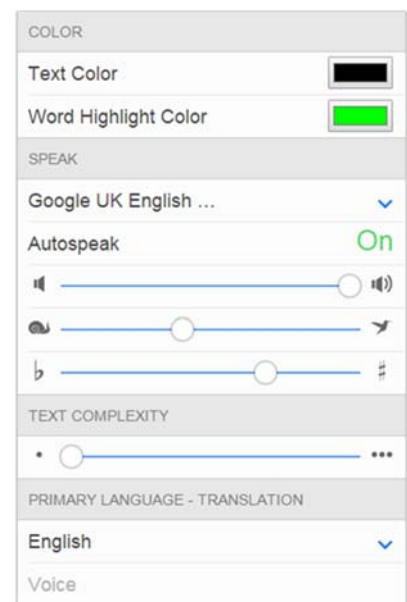 COLOR
Text Color
Word Highlight Color
SPEAK
Google UK English ...
Autospeak On
♭ ♯
TEXT COMPLEXITY
PRIMARY LANGUAGE - TRANSLATION
English
Voice